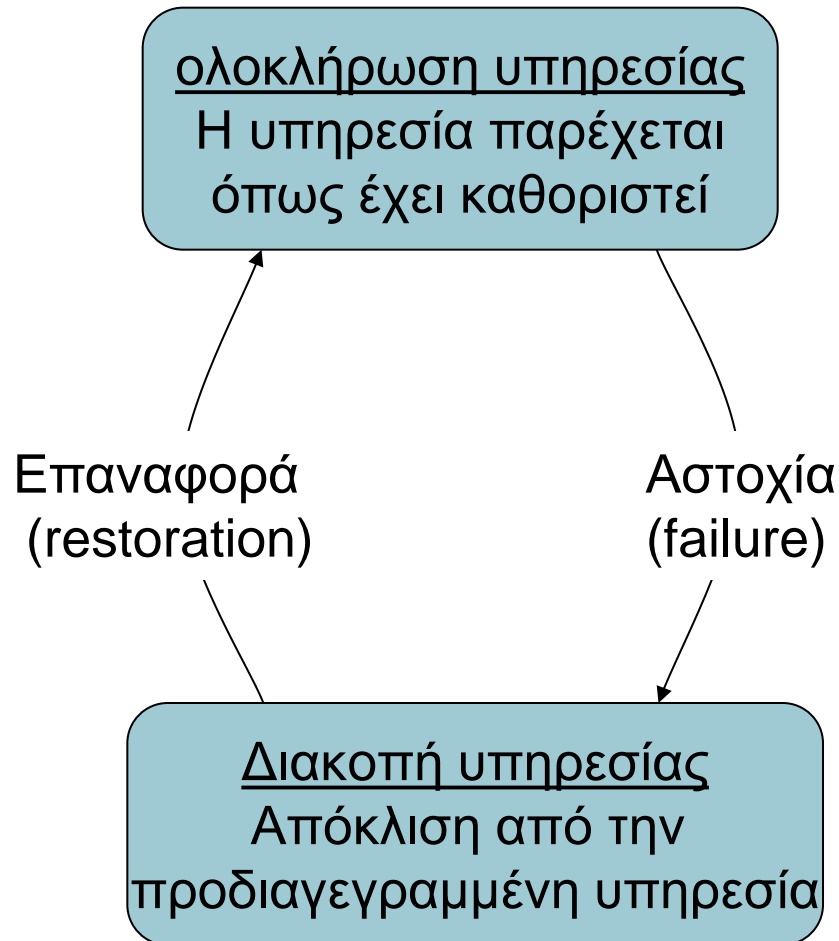 ολοκλήρωση υπηρεσίας
Η υπηρεσία παρέχεται
όπως έχει καθοριστεί
Επαναφορά
(restoration)
Αστοχία
(failure)
Διακοπή υπηρεσίας
Απόκλιση από την
προδιαγεγραμμένη υπηρεσία